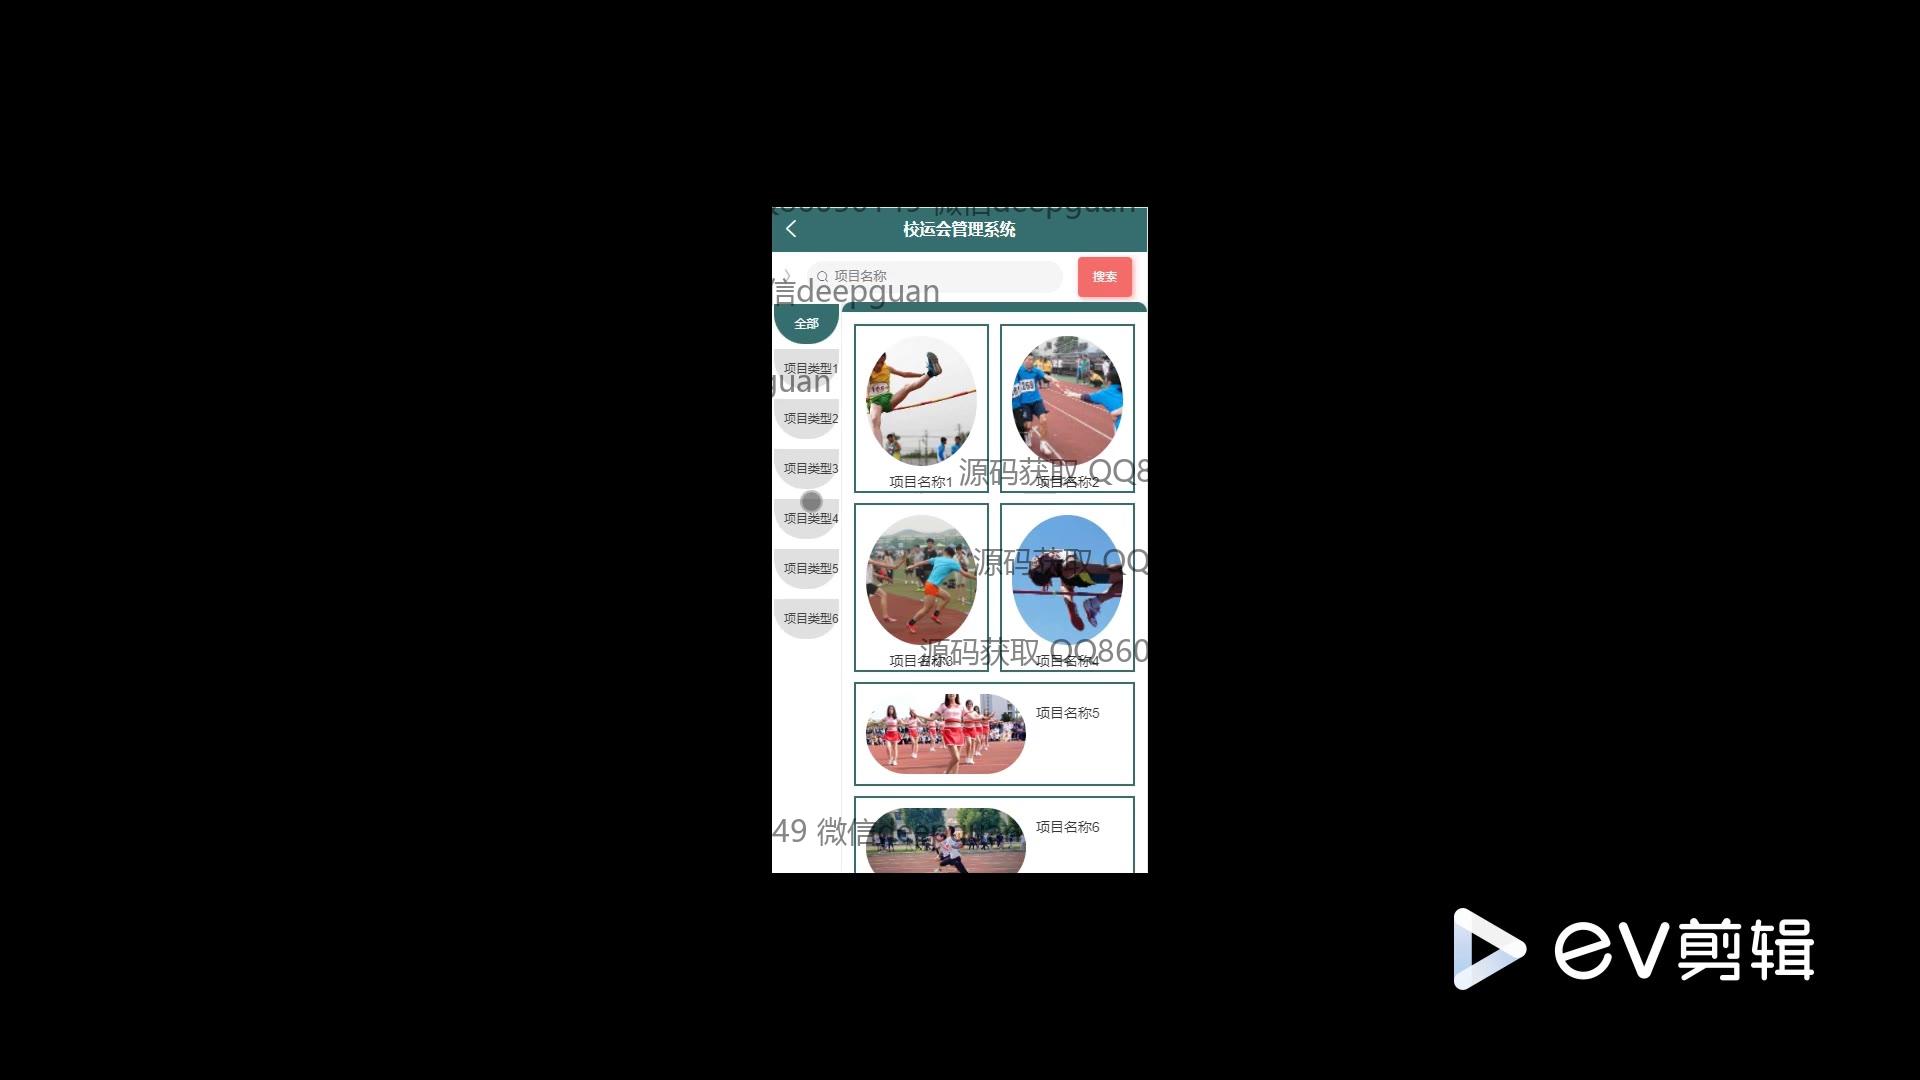 微信deepguan
校运会管理系统
项目名称
搜索
信deepguan
全部
项目类型1
guan
项目类型2
项目类型3
项目类型4
项目类型5
项目类型6
项目名称1
项目名称2
源码获取 QQ8
项目名称3
项目名称4
源码获取 QQ
源码获取 QQ860
项目名称5
项目名称6
49 微信deepguan
ev剪辑